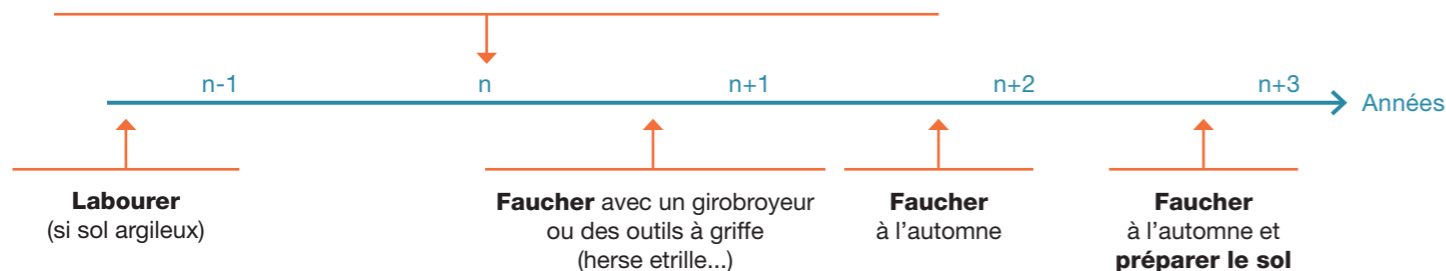 n-1 n n+1 n+2 n+3
Années
Labourer
(si sol argileux)
Faucher avec un girobroyeur
ou des outils à griffe
(herse etrille...)
Faucher
à l'automne
Faucher
à l'automne et
préparer le sol